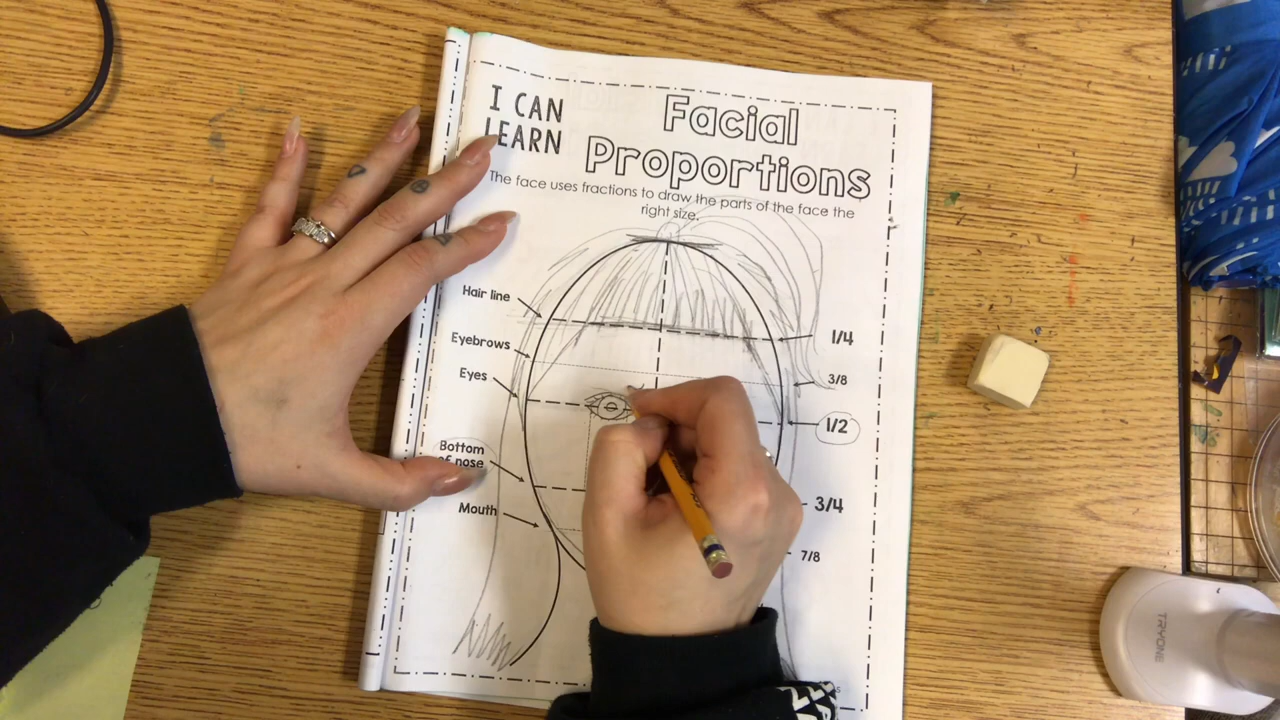 I CAN
LEARN
Facial
Proportions
The face uses fractions to draw the parts of the face the
right size.
Hair line
1/4
Eyebrows
3/8
Eyes
1/2
Bottom
of nose
3/4
Mouth
7/8
TRYONE